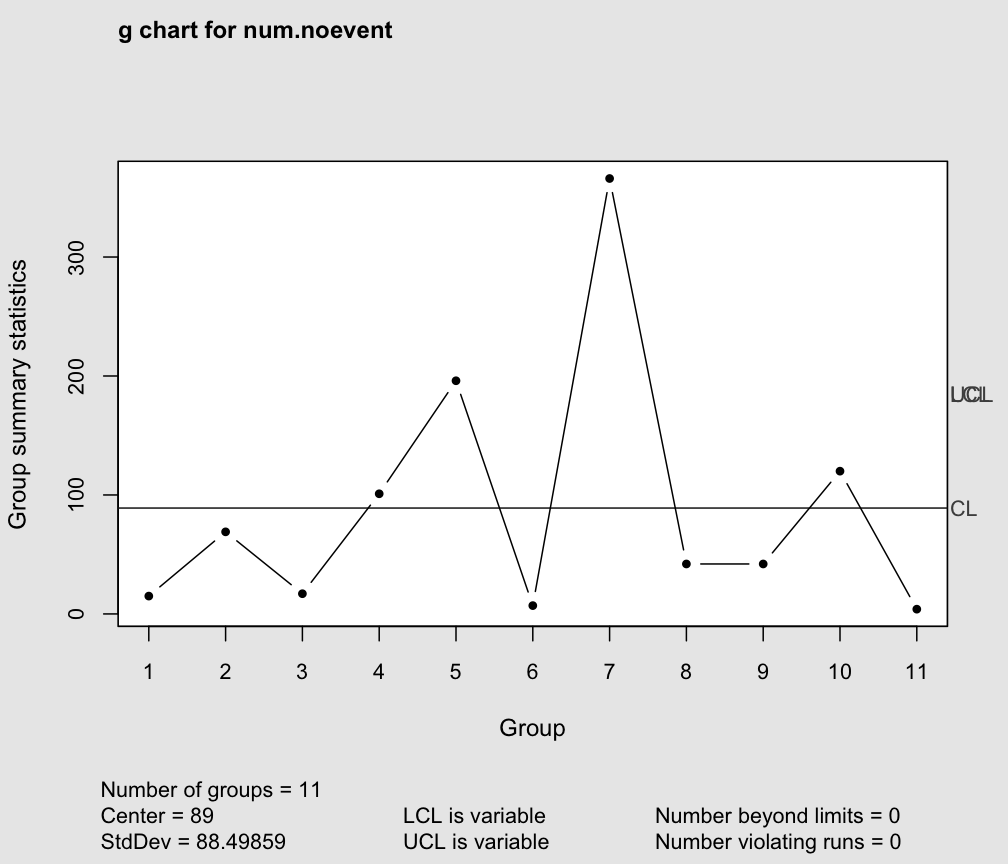 g chart for num.noevent
Group summary statistics
300
200
100
0
UCL
LCL
CL
1 2 3 4 5 6 7 8 9 10 11
Group
Number of groups = 11
Center = 89 LCL is variable Number beyond limits = 0
StdDev = 88.49859 UCL is variable Number violating runs = 0